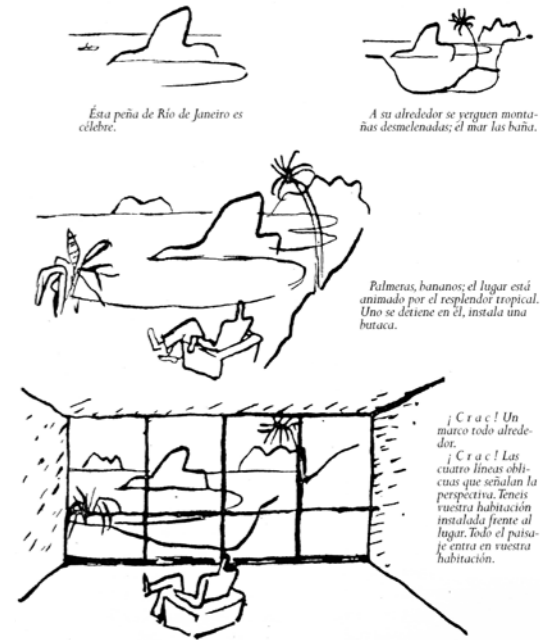 Ésta peña de Río de Janeiro es
célebre.
A su alrededor se yerguen monta-
ñas desmelenadas; el mar las baña.
Palmeras, bananos; el lugar está
animado por el resplendor tropical.
Uno se detiene en él, instala una
butaca.
¡ C r a c ! Un
marco todo alrede-
dor.
¡ C r a c ! Las
cuatro líneas obli-
cuas que señalan la
perspectiva. Teneis
vuestra habitación
instalada frente al
lugar. Todo el paisa-
je entra en vuestra
habitación.